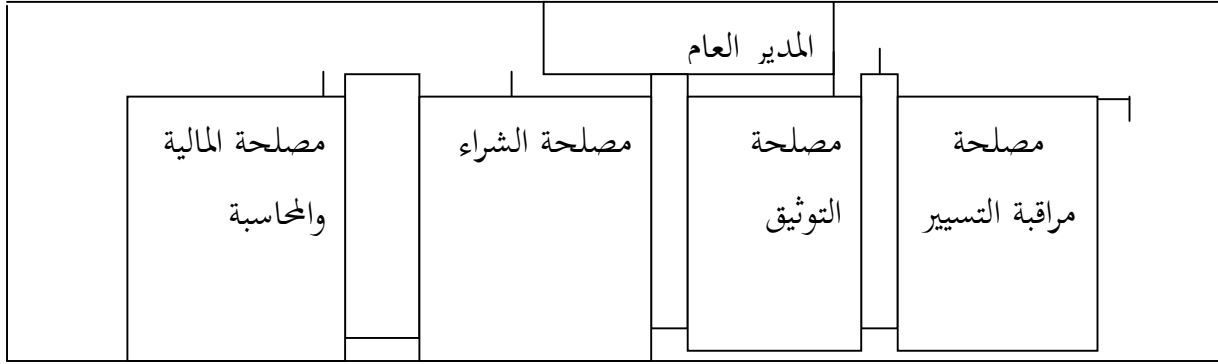 المدير العام
مصلحة
مراقبة التسيير
مصلحة
التوثيق
مصلحة الشراء
مصلحة المالية
والمحاسبة